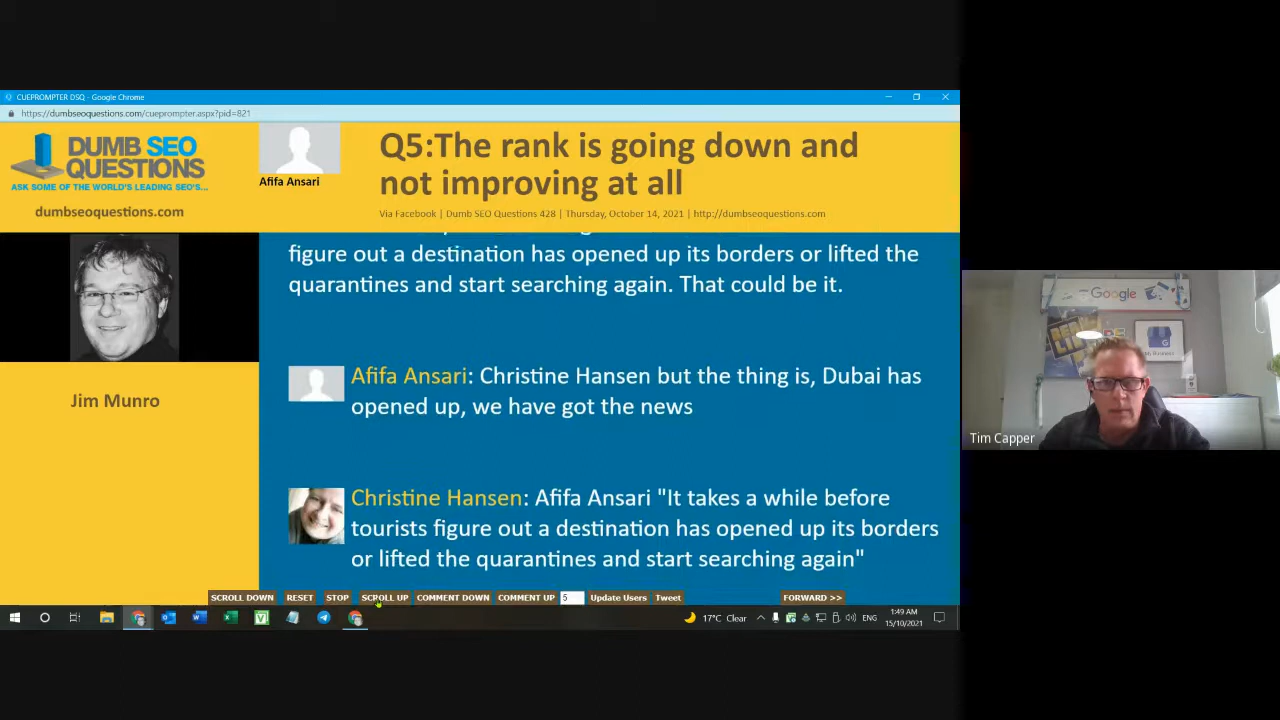 CUEPROMPTER DSQ - Google Chrome
https://dumbseoquestions.com/cueprompter.aspx?pid=821
DUMB SEO
QUESTIONS
ASK SOME OF THE WORLD'S LEADING SEO'S...
dumbseoquestions.com
Afifa Ansari
Q5:The rank is going down and
not improving at all
Via Facebook | Dumb SEO Questions 428 | Thursday, October 14, 2021 | http://dumbseoquestions.com
Jim Munro
figure out a destination has opened up its borders or lifted the
quarantines and start searching again. That could be it.
Afifa Ansari: Christine Hansen but the thing is, Dubai has
opened up, we have got the news
Christine Hansen: Afifa Ansari "It takes a while before
tourists figure out a destination has opened up its borders
or lifted the quarantines and start searching again"
SCROLL DOWN RESET STOP SCROLL UP COMMENT DOWN COMMENT UP 5 Update Users Tweet FORWARD >>
17°C Clear ENG
1:49 AM
15/10/2021
Google
Tim Capper